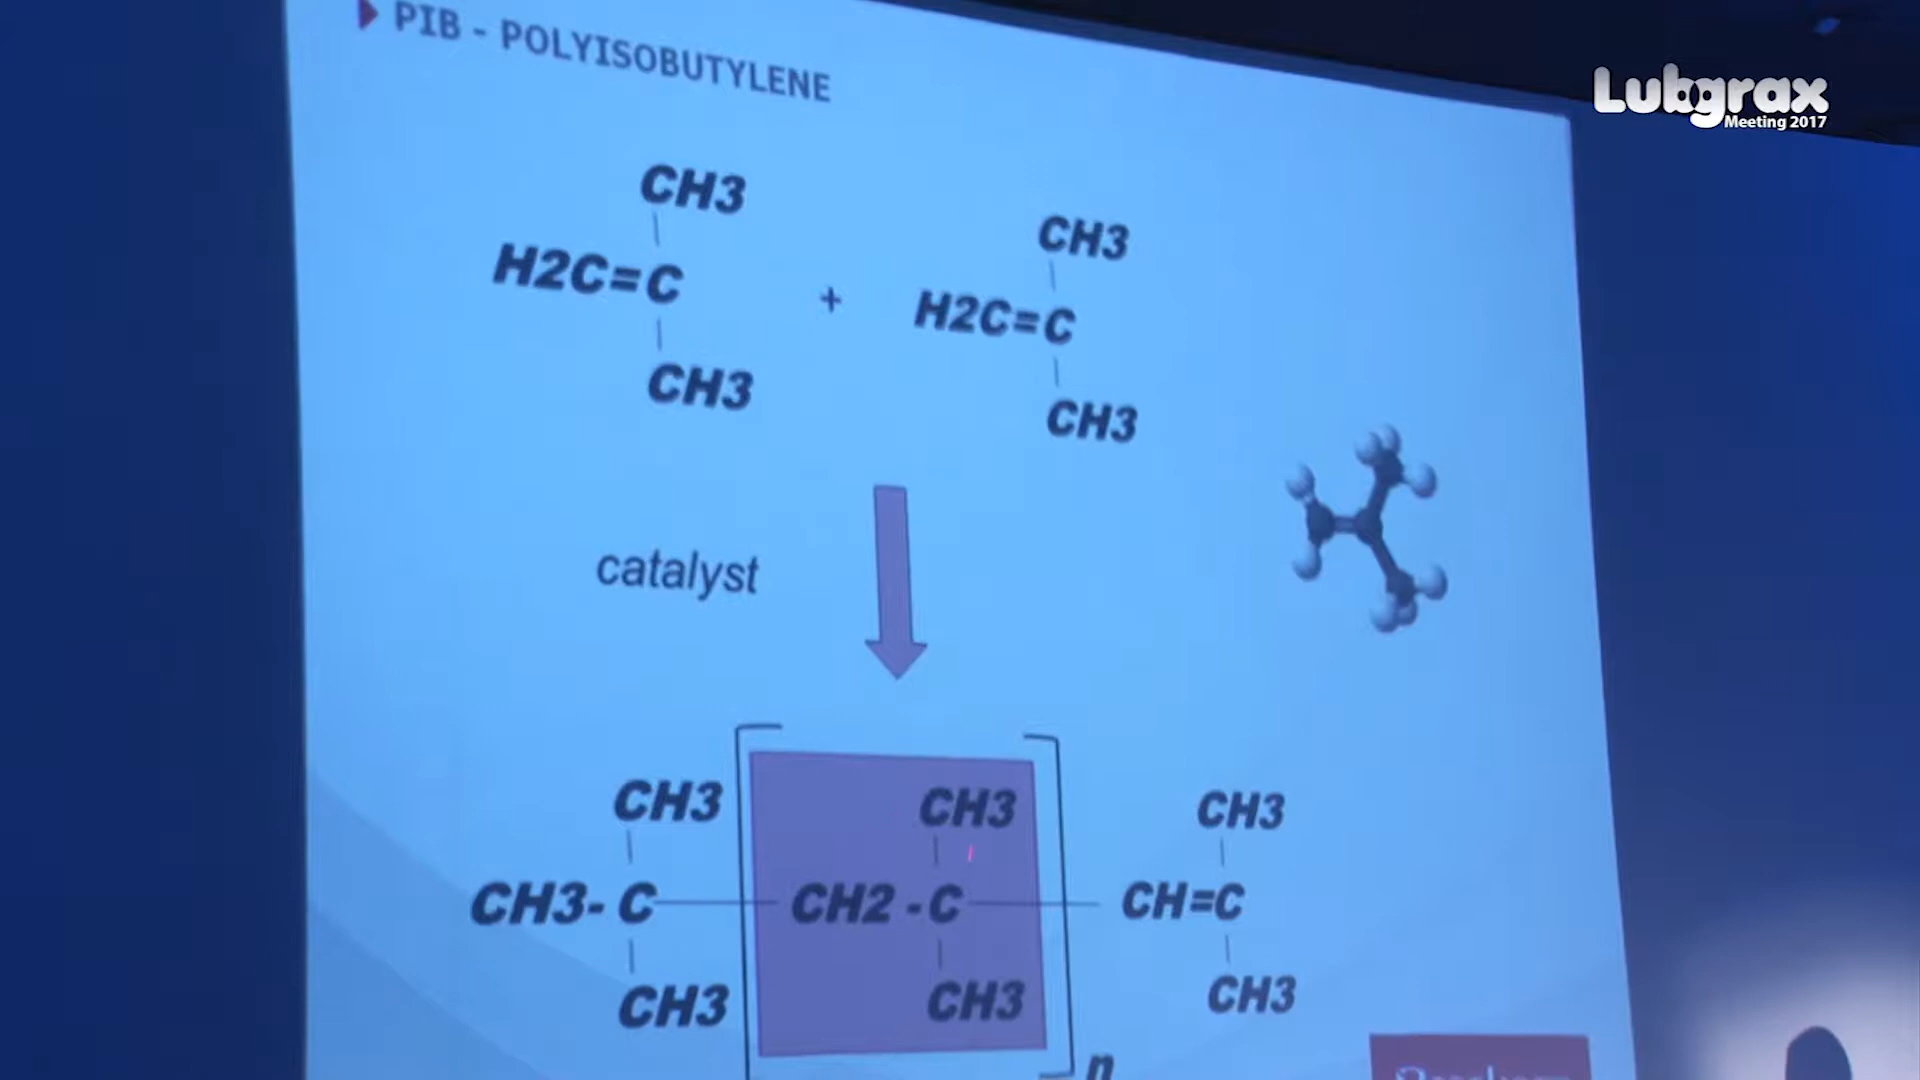 PIB - POLYISOBUTYLENE
Lubgrax
Meeting 2017
CH3
CH3
H2C=C
+
H2C=C
CH3
CH3
catalyst
CH3
CH3
CH3
CH3- C
CH2 - C
CH=C
CH3
CH3
CH3
n